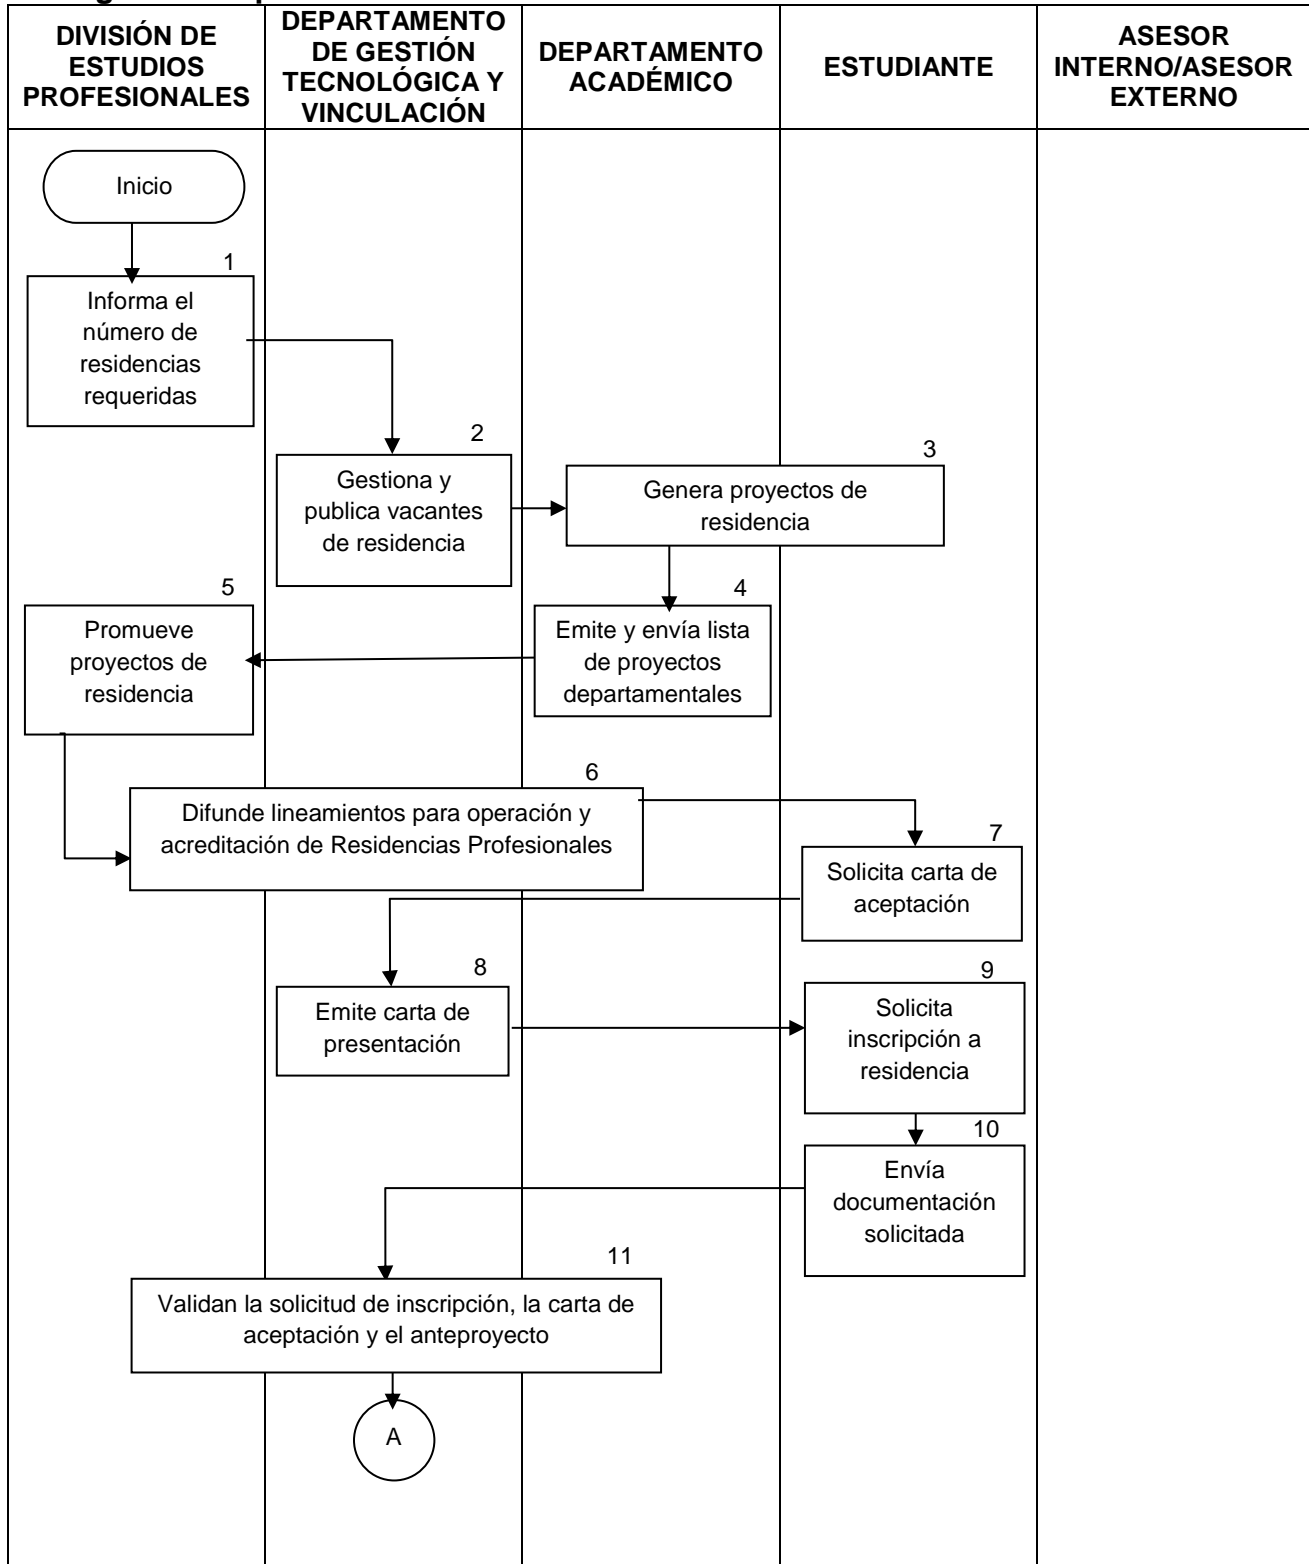 DIVISIÓN DE
ESTUDIOS
PROFESIONALES
DEPARTAMENTO
DE GESTIÓN
TECNOLÓGICA Y
VINCULACIÓN
DEPARTAMENTO
ACADÉMICO
ESTUDIANTE
ASESOR
INTERNO/ASESOR
EXTERNO
Inicio
1
Informa el
número de
residencias
requeridas
2
Gestiona y
publica vacantes
de residencia
3
Genera proyectos de
residencia
4
Emite y envía lista
de proyectos
departamentales
5
Promueve
proyectos de
residencia
6
Difunde lineamientos para operación y
acreditación de Residencias Profesionales
7
Solicita carta de
aceptación
8
Emite carta de
presentación
9
Solicita
inscripción a
residencia
10
Envía
documentación
solicitada
11
Validan la solicitud de inscripción, la carta de
aceptación y el anteproyecto
A